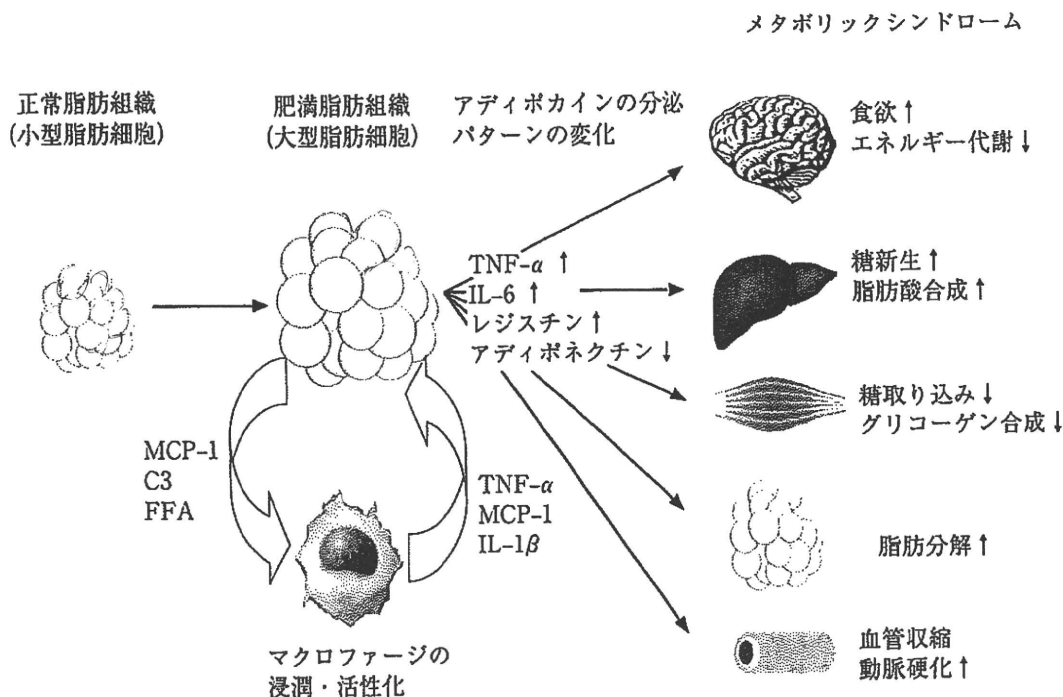 メタボリックシンドローム
正常脂肪組織
(小型脂肪細胞)
肥満脂肪組織
(大型脂肪細胞)
アディポカインの分泌
パターンの変化
TNF-α ↑
IL-6 ↑
レジスチン↑
アディポネクチン↓
MCP-1
C3
FFA
TNF-α
MCP-1
IL-1β
マクロファージの
浸潤・活性化
食欲↑
エネルギー代謝↓
糖新生↑
脂肪酸合成↑
糖取り込み↓
グリコーゲン合成↓
脂肪分解↑
血管収縮
動脈硬化↑